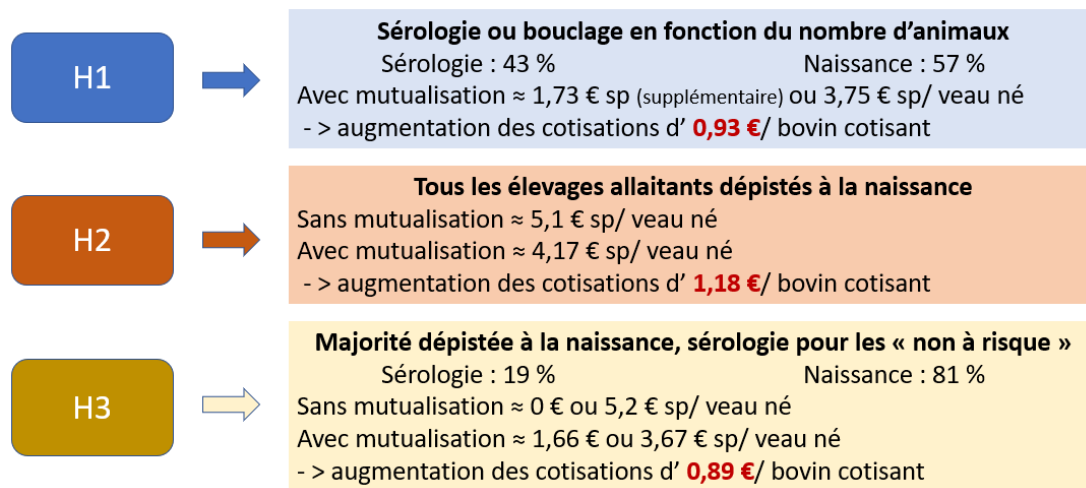 H1
Sérologie ou bouclage en fonction du nombre d'animaux
Sérologie : 43 % Naissance : 57 %
Avec mutualisation ≈ 1,73 € sp (supplémentaire) ou 3,75 € sp/ veau né
- > augmentation des cotisations d' 0,93 €/ bovin cotisant
H2
Tous les élevages allaitants dépistés à la naissance
Sans mutualisation ≈ 5,1 € sp/ veau né
Avec mutualisation ≈ 4,17 € sp/ veau né
- > augmentation des cotisations d' 1,18 €/ bovin cotisant
H3
Majorité dépistée à la naissance, sérologie pour les « non à risque »
Sérologie : 19 % Naissance : 81 %
Sans mutualisation ≈ 0 € ou 5,2 € sp/ veau né
Avec mutualisation ≈ 1,66 € ou 3,67 € sp/ veau né
- > augmentation des cotisations d' 0,89 €/ bovin cotisant